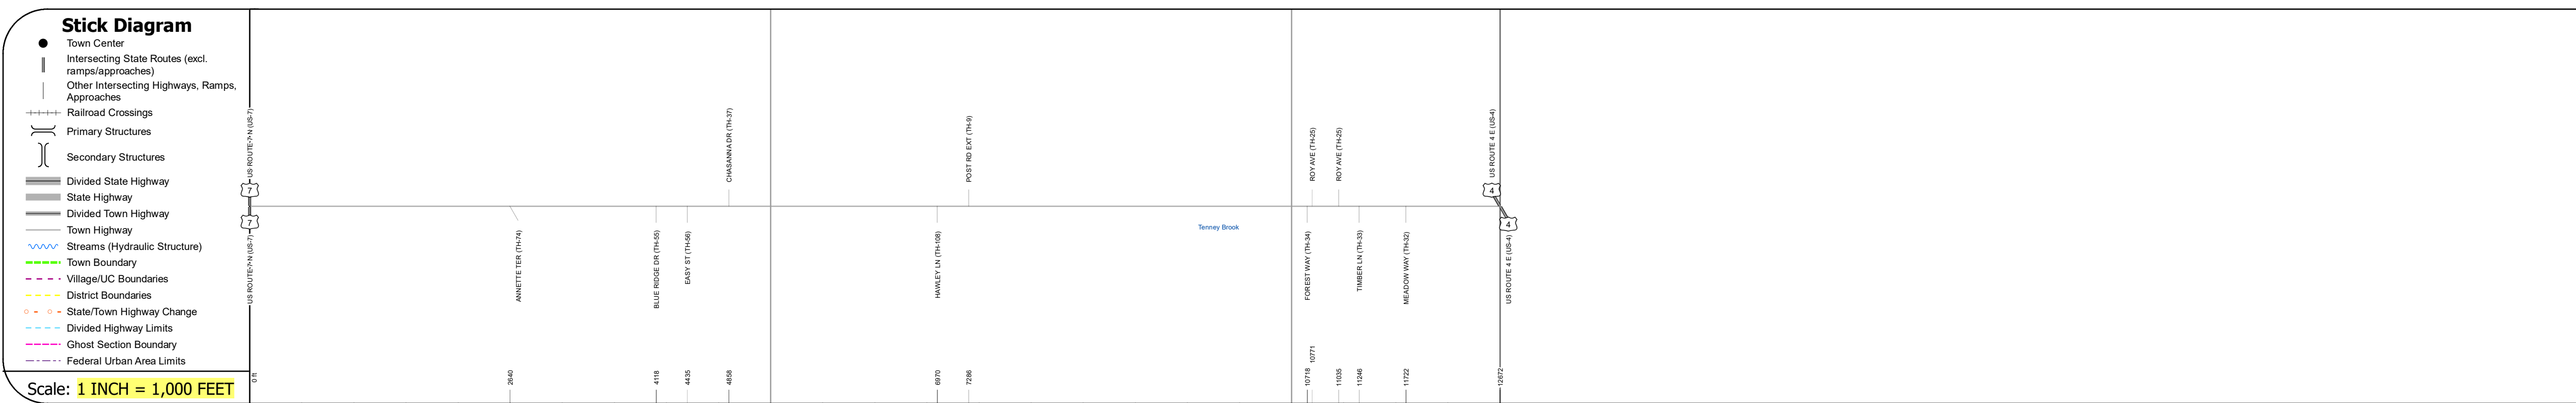 Stick Diagram
Town Center
Intersecting State Routes (excl.
ramps/approaches)
Other Intersecting Highways, Ramps,
Approaches
Railroad Crossings
Primary Structures
Secondary Structures
Divided State Highway
State Highway
Divided Town Highway
Town Highway
Streams (Hydraulic Structure)
Town Boundary
Village/UC Boundaries
District Boundaries
State/Town Highway Change
Divided Highway Limits
Ghost Section Boundary
Federal Urban Area Limits
Scale: 1 INCH = 1,000 FEET
US ROUTE-7-N (US-7)
CHASANNA DR (TH-37)
POST RD EXT (TH-9)
ROY AVE (TH-25)
ROY AVE (TH-25)
US ROUTE 4 E (US-4)
7
4
7
4
Tenney Brook
US ROUTE-7-N (US-7)
ANNETTE TER (TH-74)
BLUE RIDGE DR (TH-55)
EASY ST (TH-56)
HAWLEY LN (TH-108)
FOREST WAY (TH-34)
TIMBER LN (TH-33)
MEADOW WAY (TH-32)
US ROUTE 4 E (US-4)
0 ft
2640
4118
4435
4858
6970
7286
10718
10771
11035
11246
11722
12672